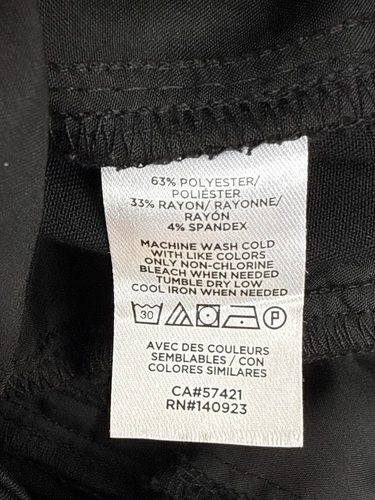 63% POLYESTER/
POLIÉSTER
33% RAYON/ RAYONNE/
RAYÓN
4% SPANDEX
MACHINE WASH COLD
WITH LIKE COLORS
ONLY NON-CHLORINE
BLEACH WHEN NEEDED
TUMBLE DRY LOW
COOL IRON WHEN NEEDED
30 P
AVEC DES COULEURS
SEMBLABLES / CON
COLORES SIMILARES
CA#57421
RN#140923